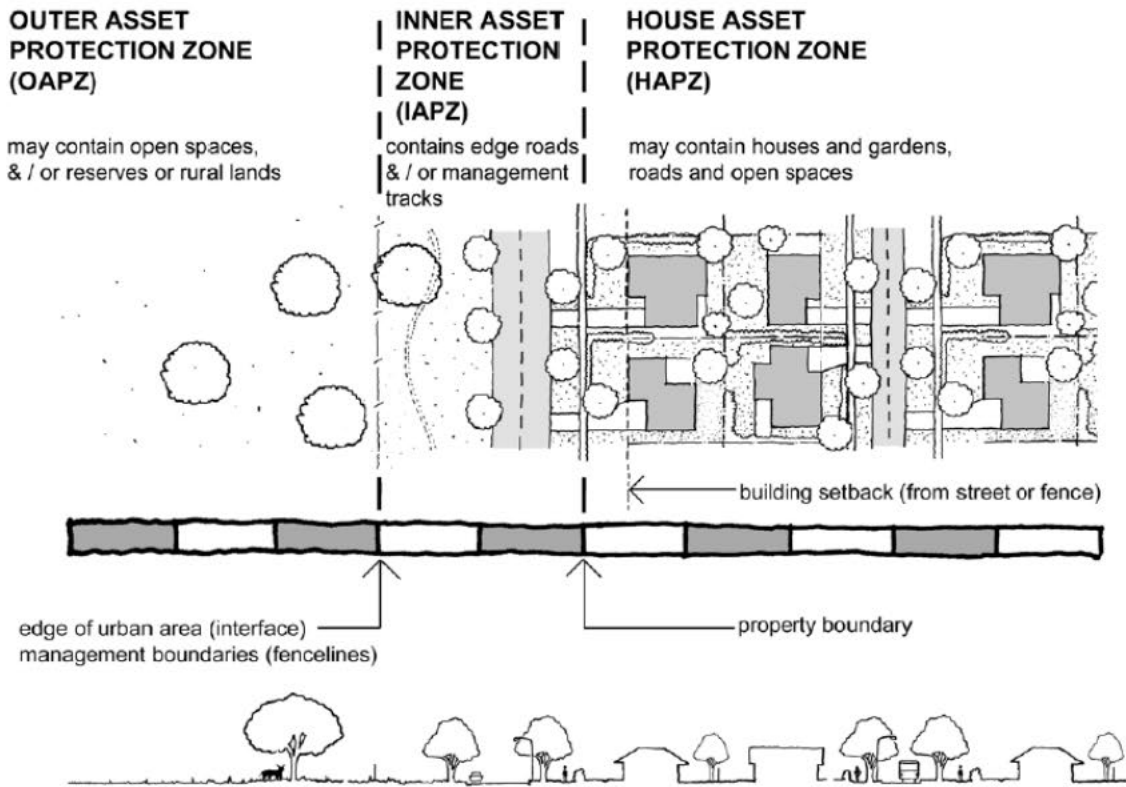 OUTER ASSET
PROTECTION ZONE
(OAPZ)
may contain open spaces,
& / or reserves or rural lands
INNER ASSET
PROTECTION
ZONE
(IAPZ)
contains edge roads
& / or management
tracks
HOUSE ASSET
PROTECTION ZONE
(HAPZ)
may contain houses and gardens,
roads and open spaces
building setback (from street or fence)
edge of urban area (interface)
management boundaries (fencelines)
property boundary